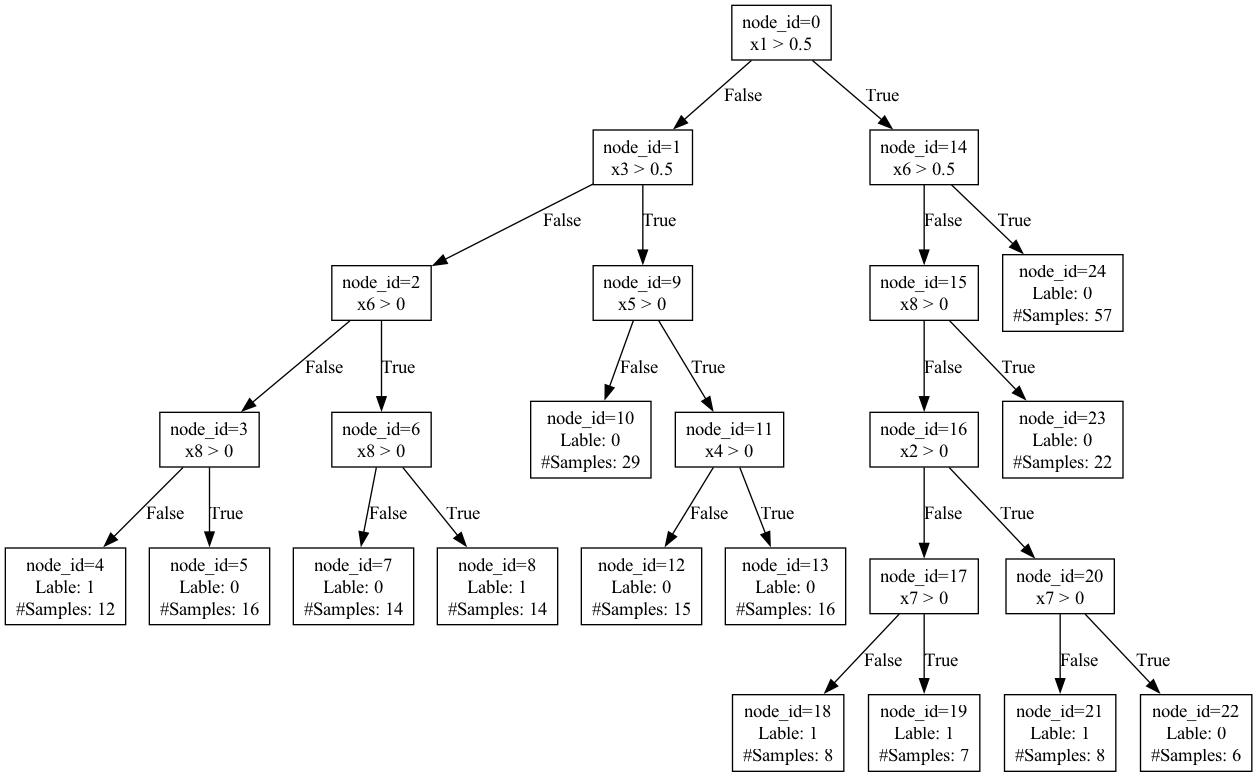 node_id=0
x1 > 0.5
False
True
node_id=1
x3 > 0.5
node_id=14
x6 > 0.5
False
True
False
True
node_id=2
x6 > 0
node_id=9
x5 > 0
node_id=15
x8 > 0
node_id=24
Lable: 0
#Samples: 57
False
True
False
True
False
True
node_id=3
x8 > 0
node_id=6
x8 > 0
node_id=10
Lable: 0
#Samples: 29
node_id=11
x4 > 0
node_id=16
x2 > 0
node_id=23
Lable: 0
#Samples: 22
False
True
False
True
False
True
False
True
node_id=4
Lable: 1
#Samples: 12
node_id=5
Lable: 0
#Samples: 16
node_id=7
Lable: 0
#Samples: 14
node_id=8
Lable: 1
#Samples: 14
node_id=12
Lable: 0
#Samples: 15
node_id=13
Lable: 0
#Samples: 16
node_id=17
x7 > 0
node_id=20
x7 > 0
False
True
False
True
node_id=18
Lable: 1
#Samples: 8
node_id=19
Lable: 1
#Samples: 7
node_id=21
Lable: 1
#Samples: 8
node_id=22
Lable: 0
#Samples: 6